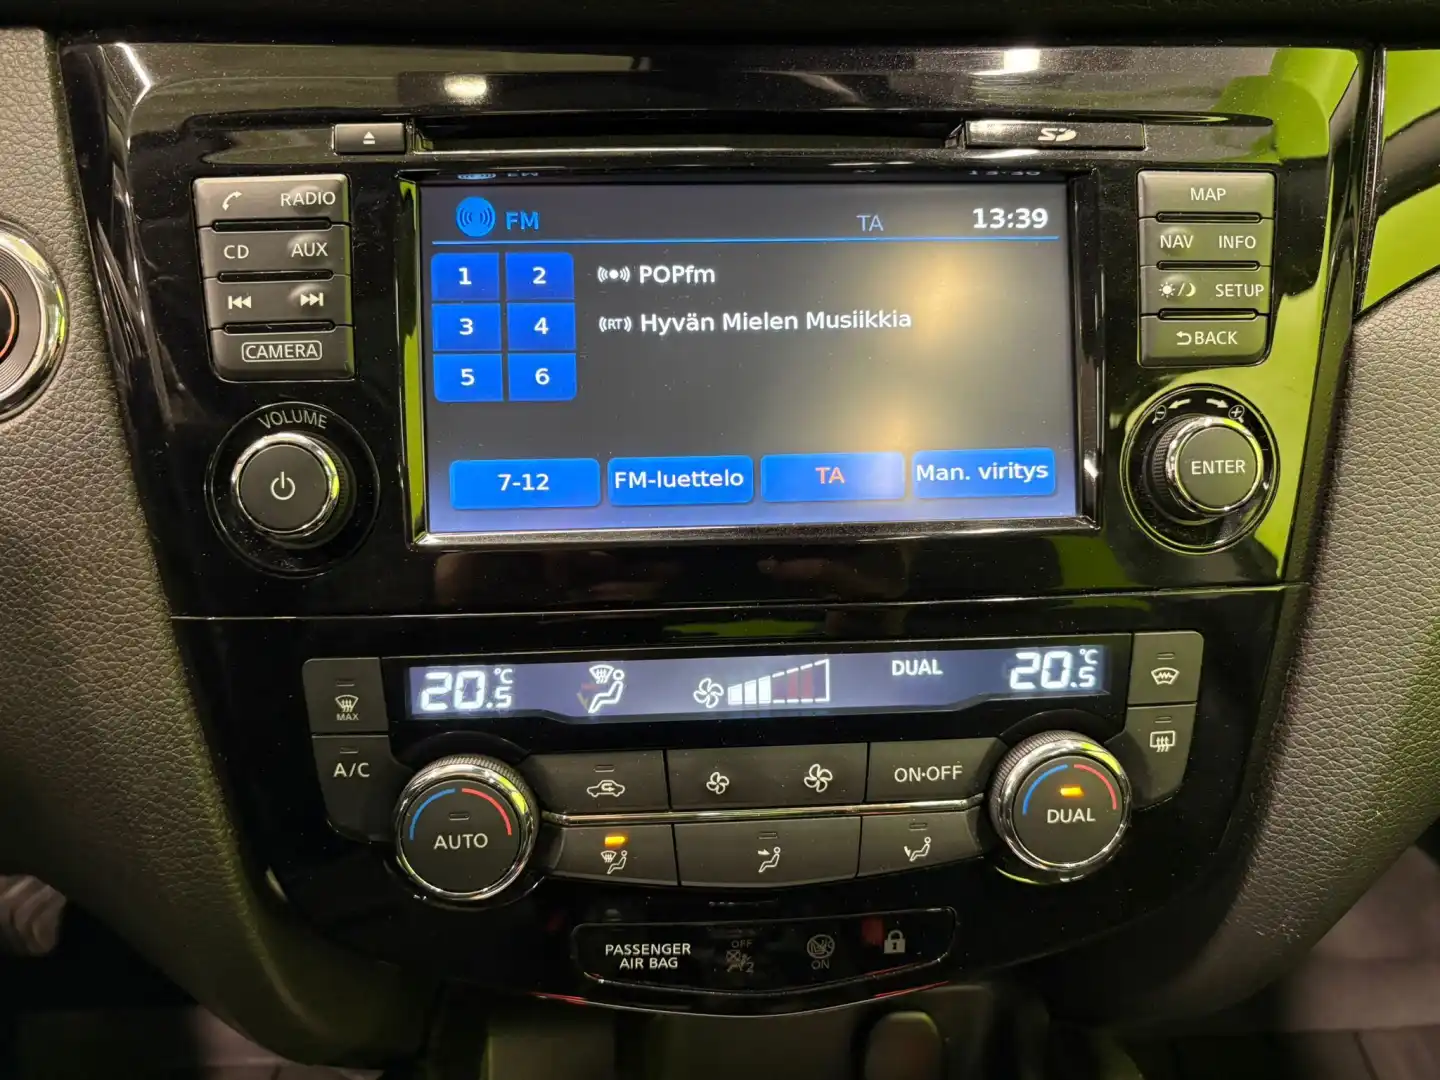 SD
RADIO
CD AUX
CAMERA
VOLUME
FM TA 13:39
1 2
3 4
5 6
POPfm
(RT) Hyvän Mielen Musiikkia
7-12 FM-luettelo TA Man. viritys
MAP
NAV INFO
SETUP
BACK
ENTER
20.5 °C DUAL 20.5 °C
MAX
A/C
AUTO
ON·OFF
DUAL
PASSENGER
AIR BAG
OFF
ON